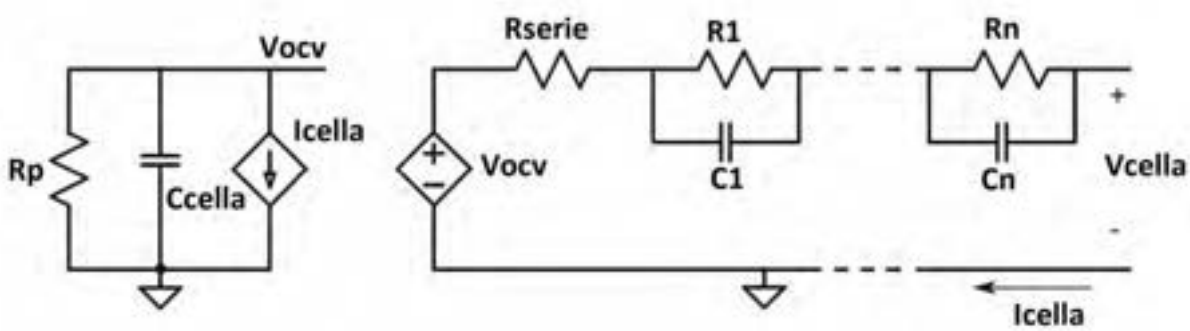 Vocv
Rserie
R1
Rn
Icella
Rp
Ccella
+
-
Vocv
C1
Cn
+
Vcella
-
Icella